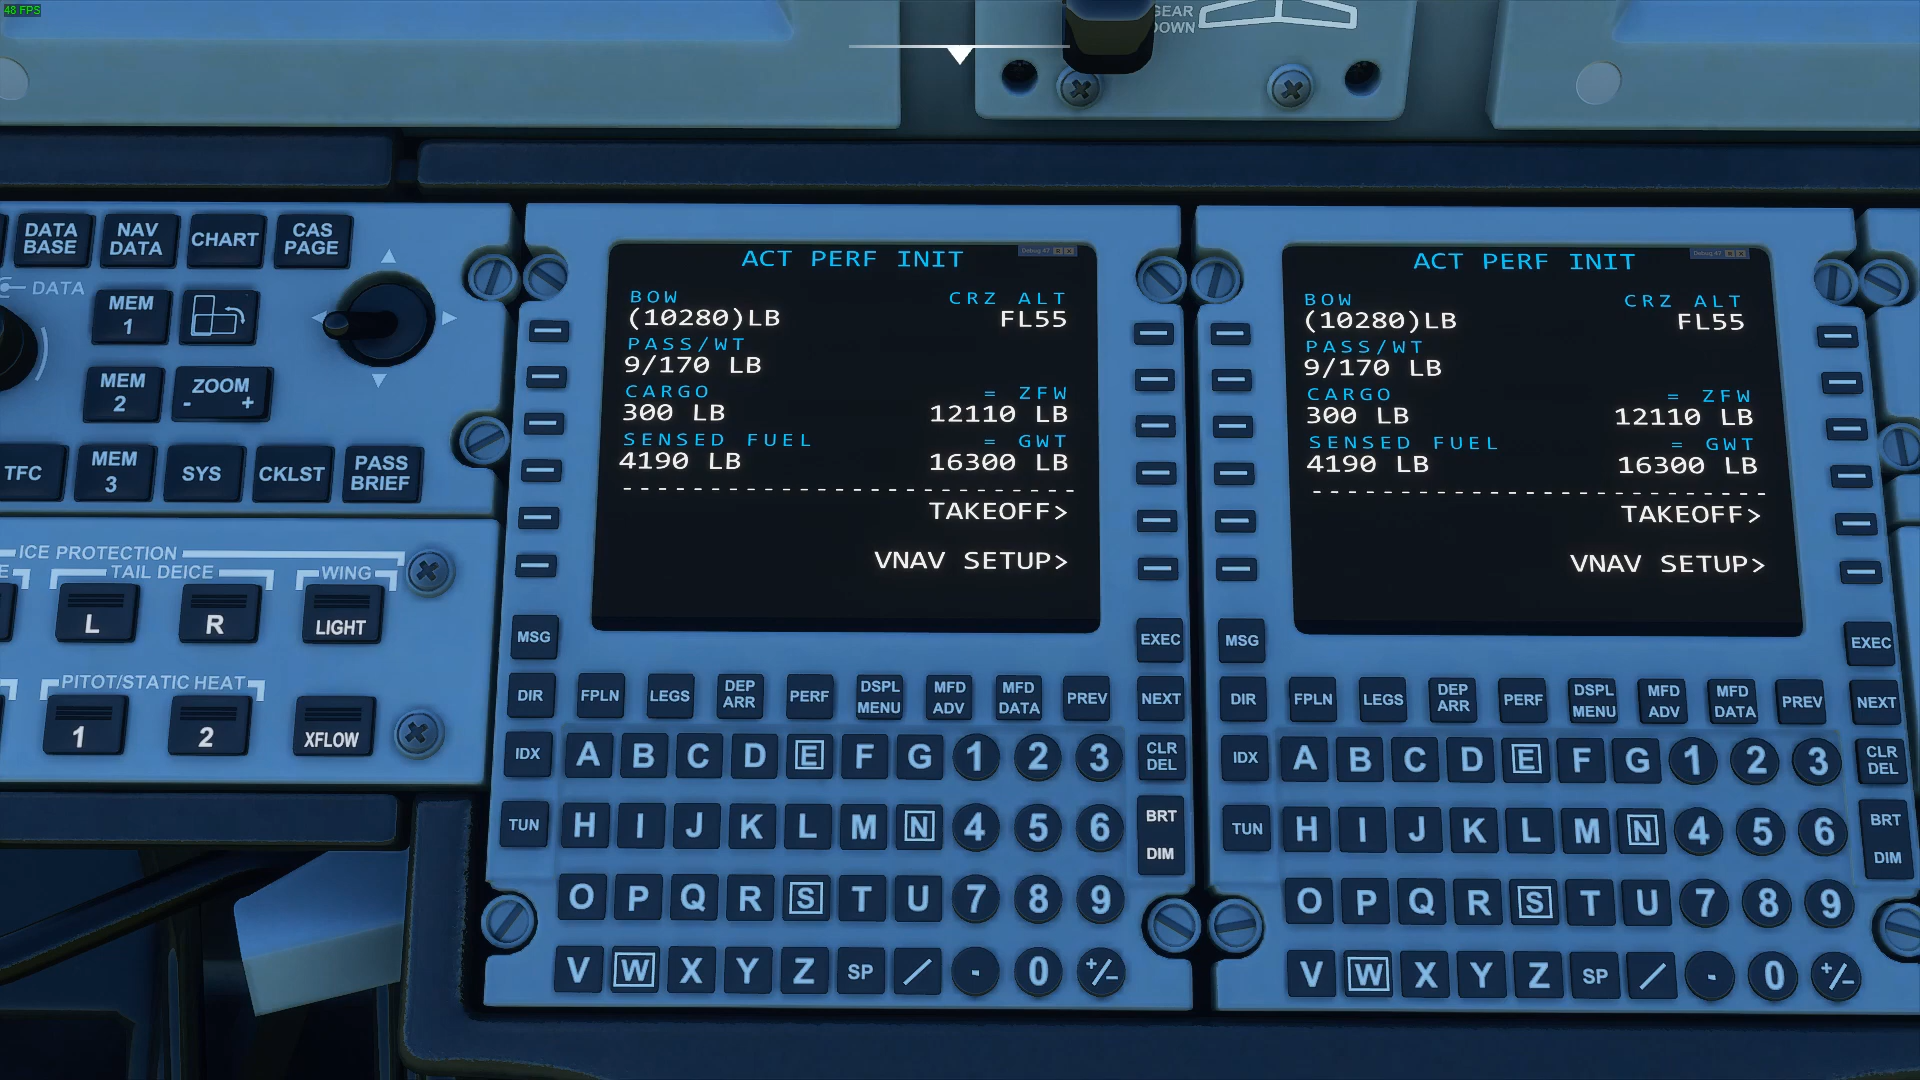 48 FPS
GEAR
DOWN
DATA
BASE
NAV
DATA
CHART
CAS
PAGE
DATA
MEM
1
MEM
2
ZOOM
- +
TFC
MEM
3
SYS
CKLST
PASS
BRIEF
ICE PROTECTION
TAIL DEICE
WING
L
R
LIGHT
PITOT/STATIC HEAT
1
2
XFLOW
ACT PERF INIT
BOW CRZ ALT
(10280)LB FL55
PASS/WT
9/170 LB
CARGO = ZFW
300 LB 12110 LB
SENSED FUEL = GWT
4190 LB 16300 LB
------------------------
TAKEOFF>
VNAV SETUP>
MSG EXEC
DIR FPLN LEGS DEP ARR PERF DSPL MENU MFD ADV MFD DATA PREV NEXT
IDX A B C D E F G 1 2 3 CLR DEL
TUN H I J K L M N 4 5 6 BRT DIM
O P Q R S T U 7 8 9
V W X Y Z SP / . 0 +/-
ACT PERF INIT
BOW CRZ ALT
(10280)LB FL55
PASS/WT
9/170 LB
CARGO = ZFW
300 LB 12110 LB
SENSED FUEL = GWT
4190 LB 16300 LB
------------------------
TAKEOFF>
VNAV SETUP>
MSG EXEC
DIR FPLN LEGS DEP ARR PERF DSPL MENU MFD ADV MFD DATA PREV NEXT
IDX A B C D E F G 1 2 3 CLR DEL
TUN H I J K L M N 4 5 6 BRT DIM
O P Q R S T U 7 8 9
V W X Y Z SP / . 0 +/-